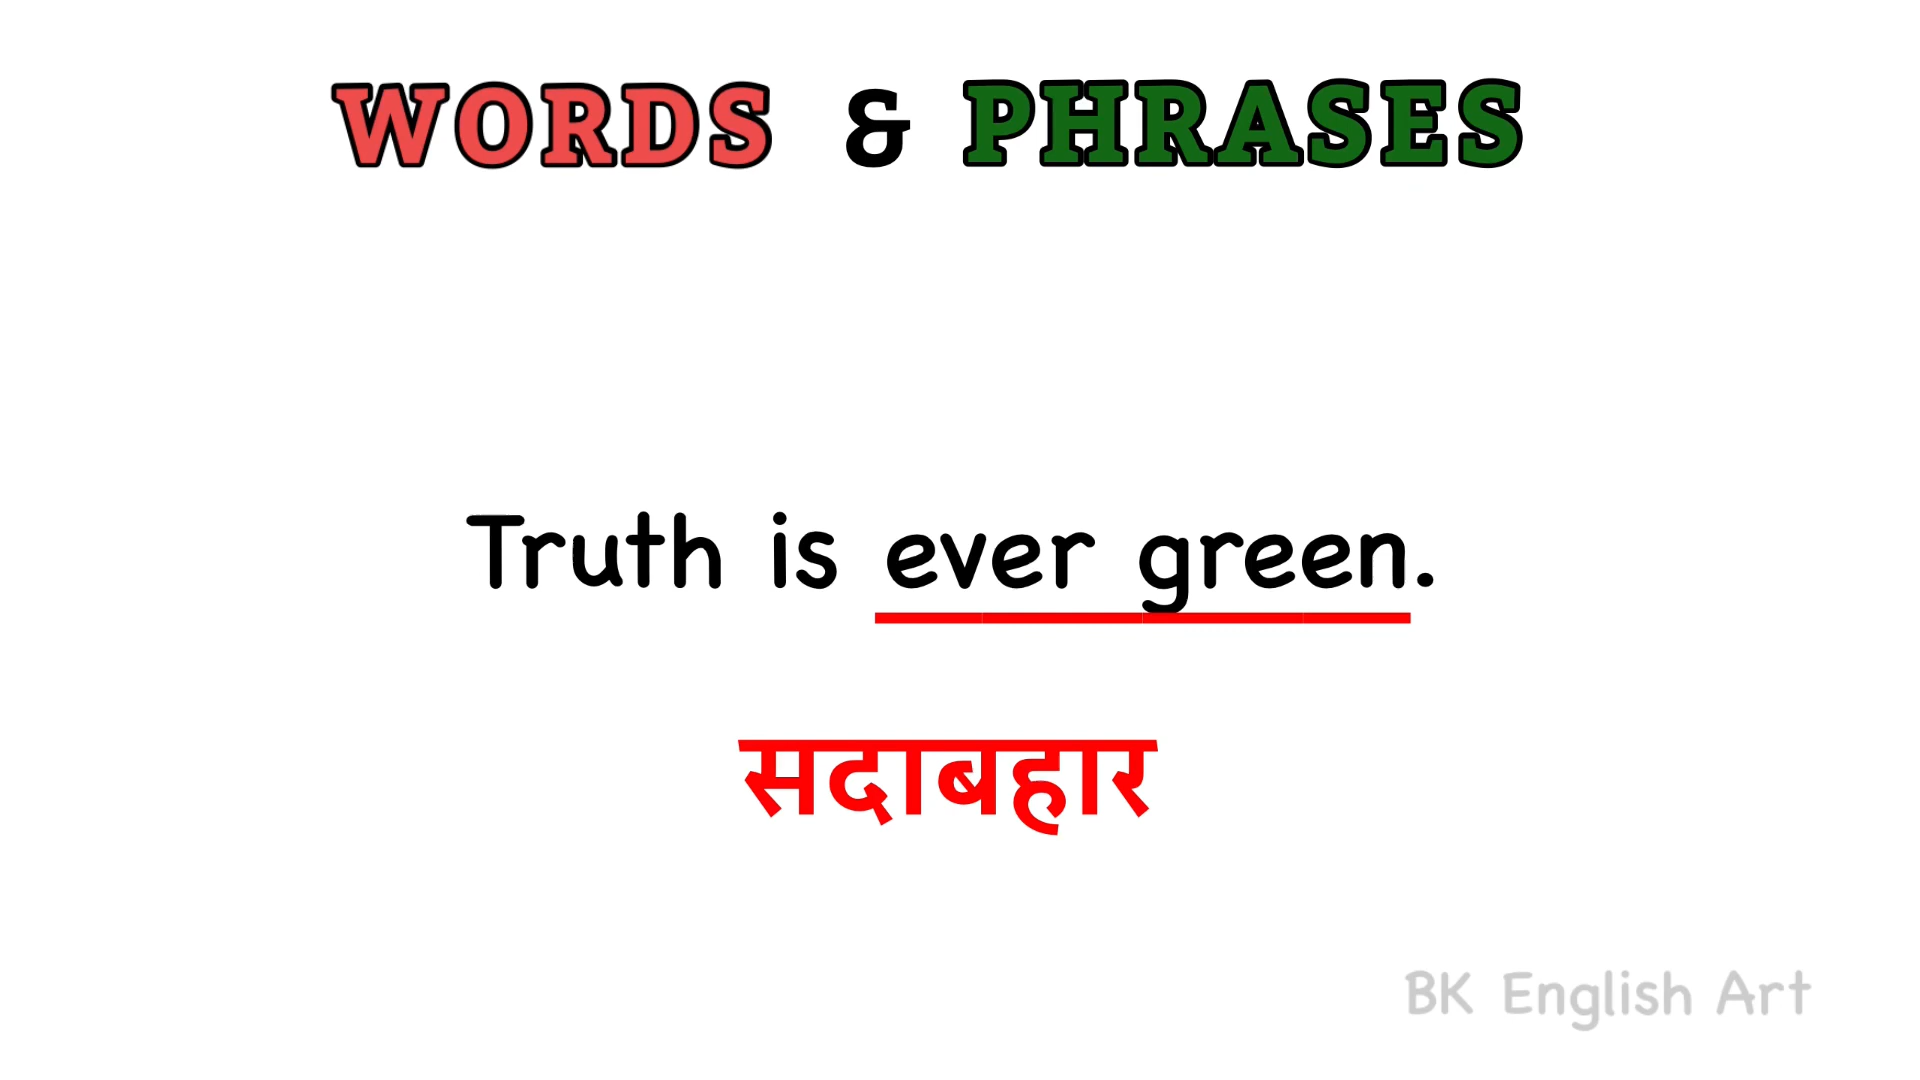 WORDS & PHRASES
Truth is ever green.
सदाबहार
BK English Art